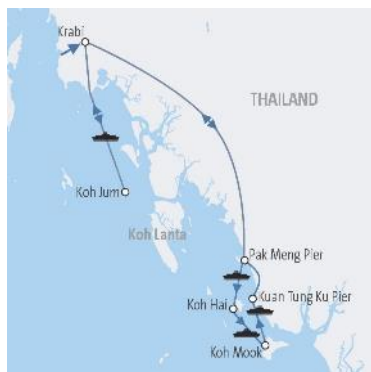 Krabi
THAILAND
Koh Jum
Koh Lanta
Pak Meng Pier
Koh Hai
Kuan Tung Ku Pier
Koh Mook